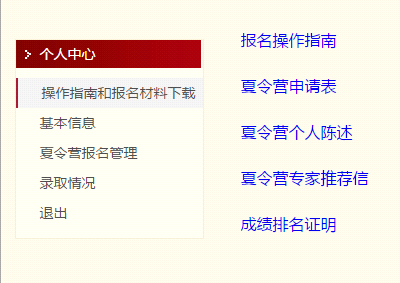 个人中心
操作指南和报名材料下载
基本信息
夏令营报名管理
录取情况
退出
报名操作指南
夏令营申请表
夏令营个人陈述
夏令营专家推荐信
成绩排名证明